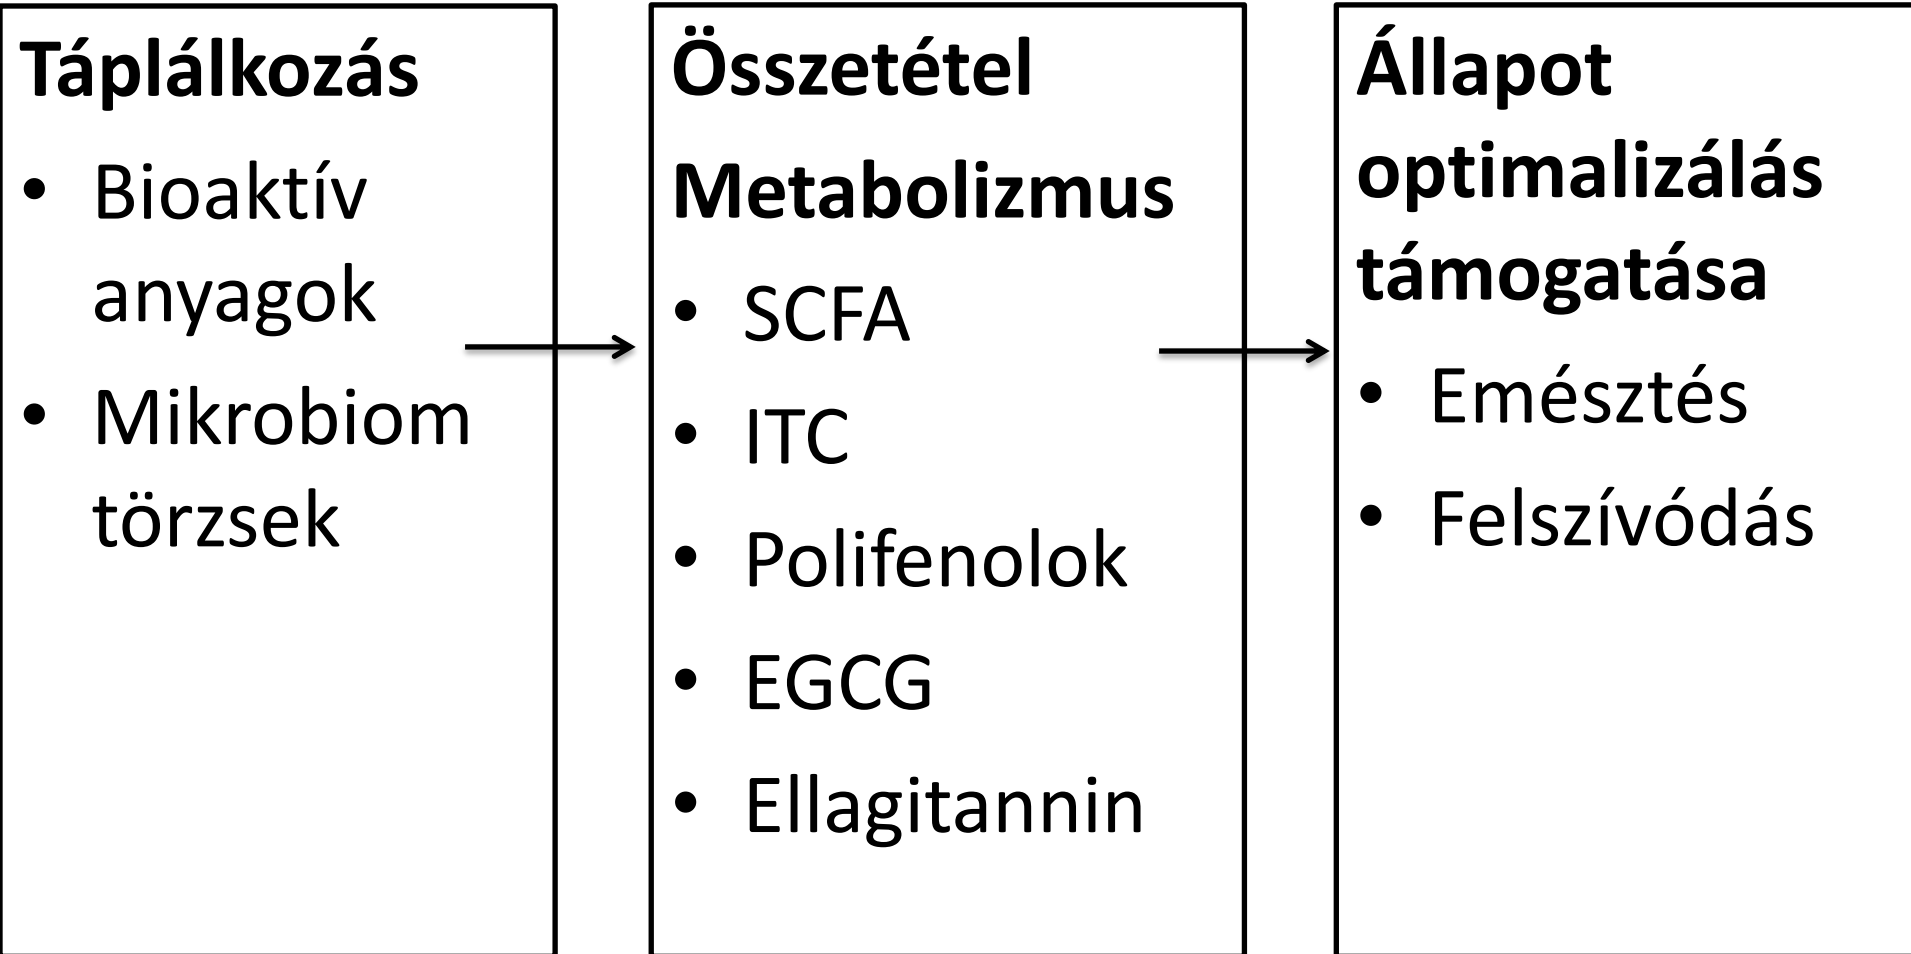 Táplálkozás
• Bioaktív
anyagok
• Mikrobiom
törzsek
Összetétel
Metabolizmus
• SCFA
• ITC
• Polifenolok
• EGCG
• Ellagitannin
Állapot
optimalizálás
támogatása
• Emésztés
• Felszívódás